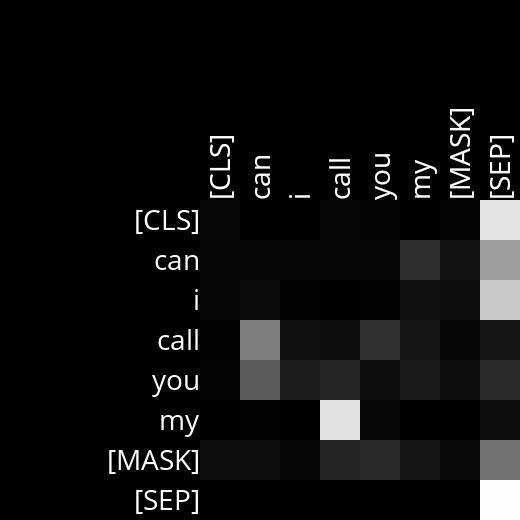 [CLS] can i call you my [MASK] [SEP]
[CLS]
can
i
call
you
my
[MASK]
[SEP]